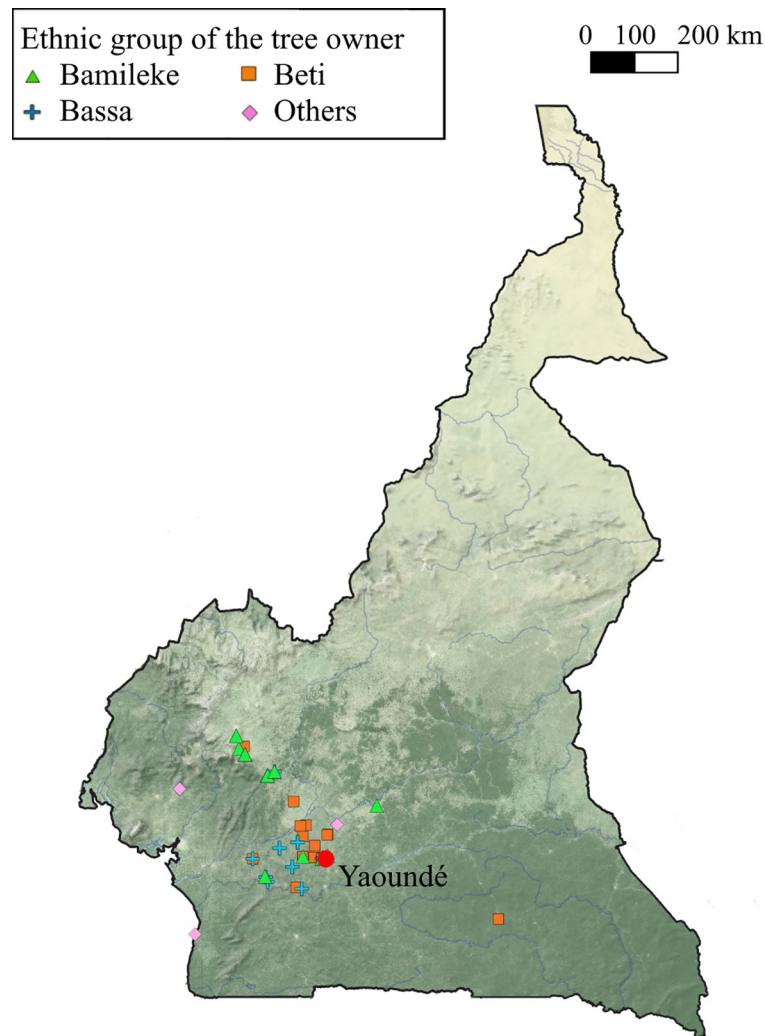 Ethnic group of the tree owner
Bamileke Beti
Bassa Others
0 100 200 km
Yaoundé